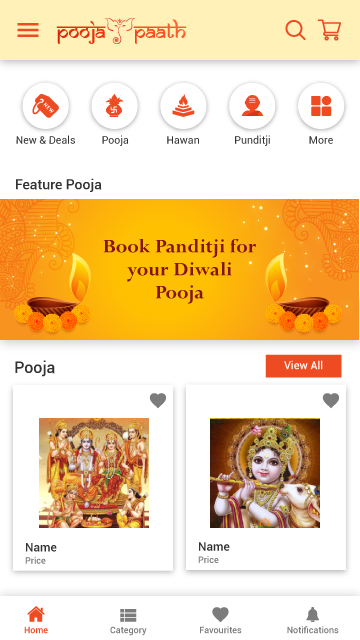 pooja paath
New & Deals
Pooja
Hawan
Punditji
More
Feature Pooja
Book Panditji for
your Diwali
Pooja
Pooja
View All
Name
Price
Name
Price
Home
Category
Favourites
Notifications